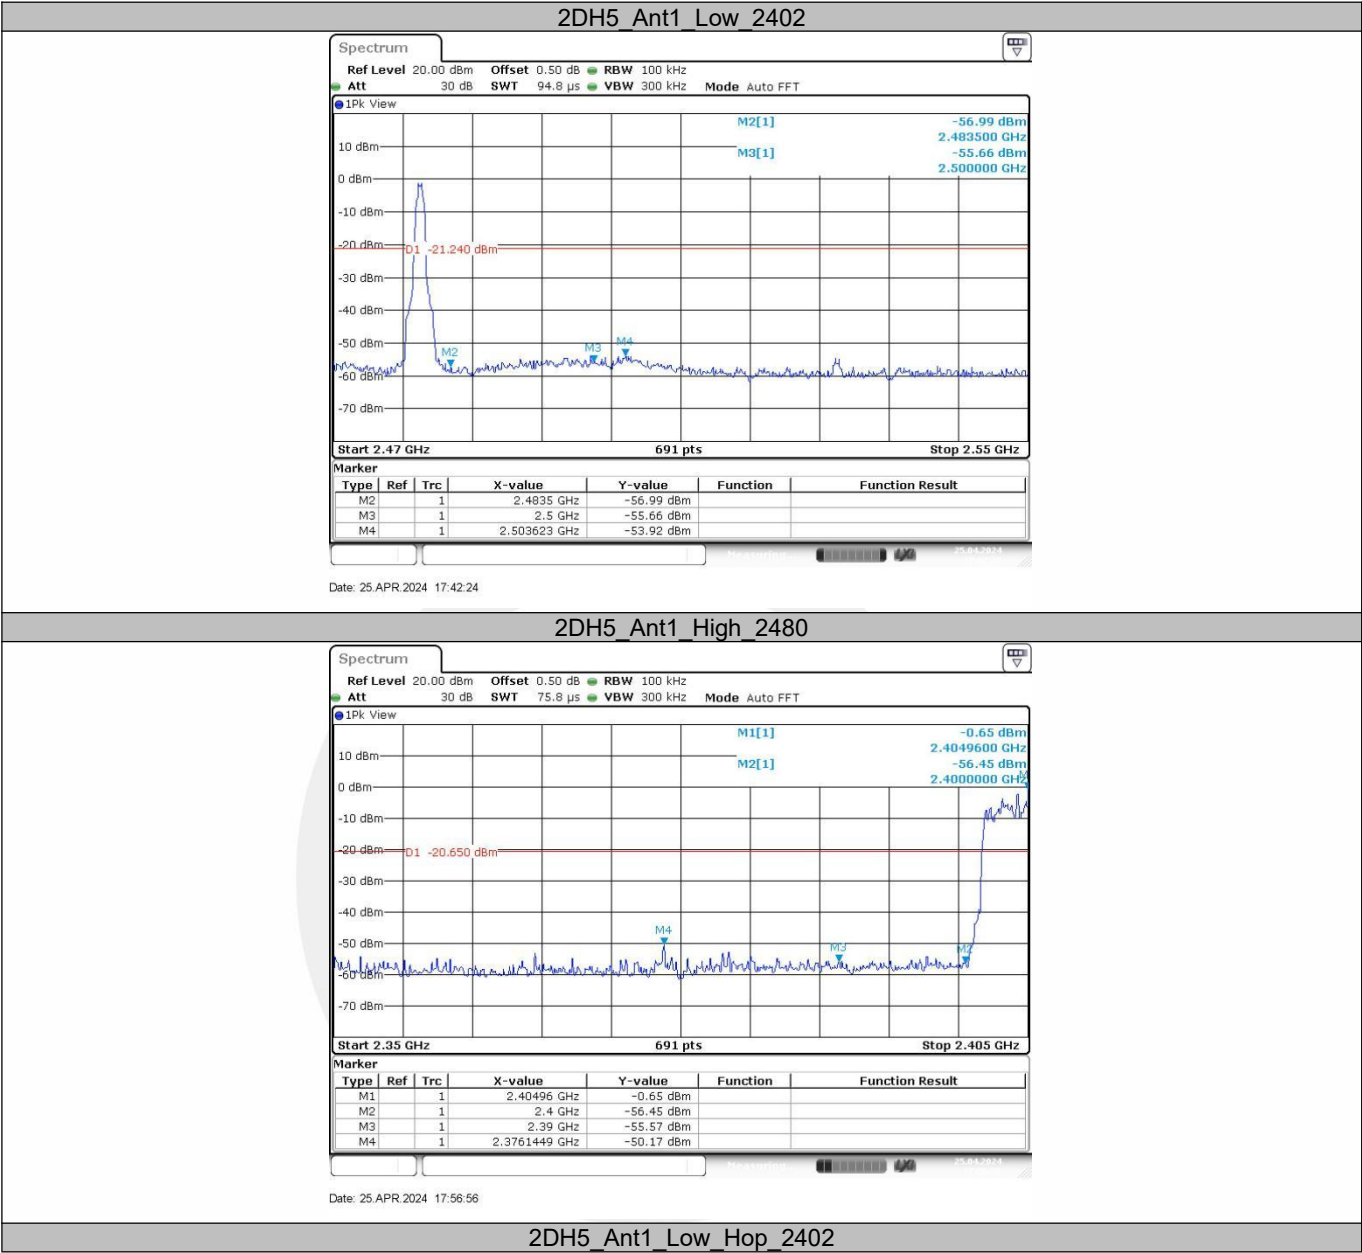 2DH5_Ant1_Low_2402
Spectrum
Ref Level 20.00 dBm Offset 0.50 dB RBW 100 kHz
Att 30 dB SWT 94.8 µs VBW 300 kHz Mode Auto FFT
1Pk View
M2[1] -56.99 dBm
2.483500 GHz
10 dBm
M3[1] -55.66 dBm
2.500000 GHz
0 dBm
-10 dBm
-20 dBm
D1 -21.240 dBm
-30 dBm
-40 dBm
-50 dBm
M2 M3 M4
-60 dBm
-70 dBm
Start 2.47 GHz 691 pts Stop 2.55 GHz
Marker
Type Ref Trc X-value Y-value Function Function Result
M2 1 2.4835 GHz -56.99 dBm
M3 1 2.5 GHz -55.66 dBm
M4 1 2.503623 GHz -53.92 dBm
Measuring... 25.04.2024
Date: 25.APR.2024 17:42:24
2DH5_Ant1_High_2480
Spectrum
Ref Level 20.00 dBm Offset 0.50 dB RBW 100 kHz
Att 30 dB SWT 75.8 µs VBW 300 kHz Mode Auto FFT
1Pk View
M1[1] -0.65 dBm
2.4049600 GHz
10 dBm
M2[1] -56.45 dBm
2.4000000 GHz
0 dBm
-10 dBm
-20 dBm
D1 -20.650 dBm
-30 dBm
-40 dBm
M4
-50 dBm
M3 M2
-60 dBm
-70 dBm
Start 2.35 GHz 691 pts Stop 2.405 GHz
Marker
Type Ref Trc X-value Y-value Function Function Result
M1 1 2.40496 GHz -0.65 dBm
M2 1 2.4 GHz -56.45 dBm
M3 1 2.39 GHz -55.57 dBm
M4 1 2.3761449 GHz -50.17 dBm
Measuring... 25.04.2024
Date: 25.APR.2024 17:56:56
2DH5_Ant1_Low_Hop_2402